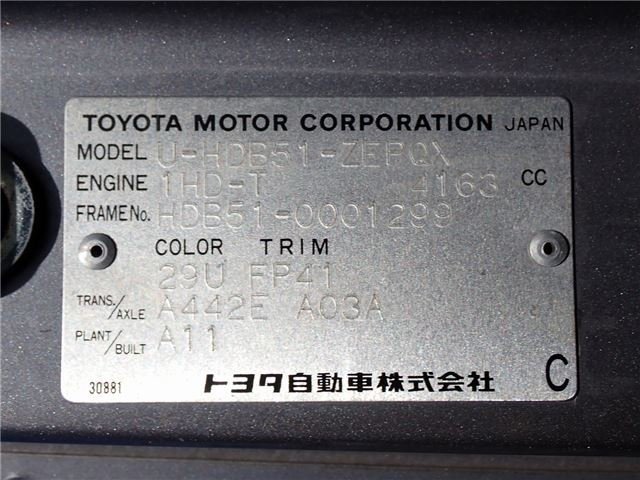 TOYOTA MOTOR CORPORATION JAPAN
MODEL U-HDB51-ZEPQX
ENGINE 1HD-T 4163 CC
FRAME No. HDB51-0001299
COLOR TRIM
29U FP41
TRANS./AXLE A442E A03A
PLANT/BUILT A11
30881 トヨタ自動車株式会社 C